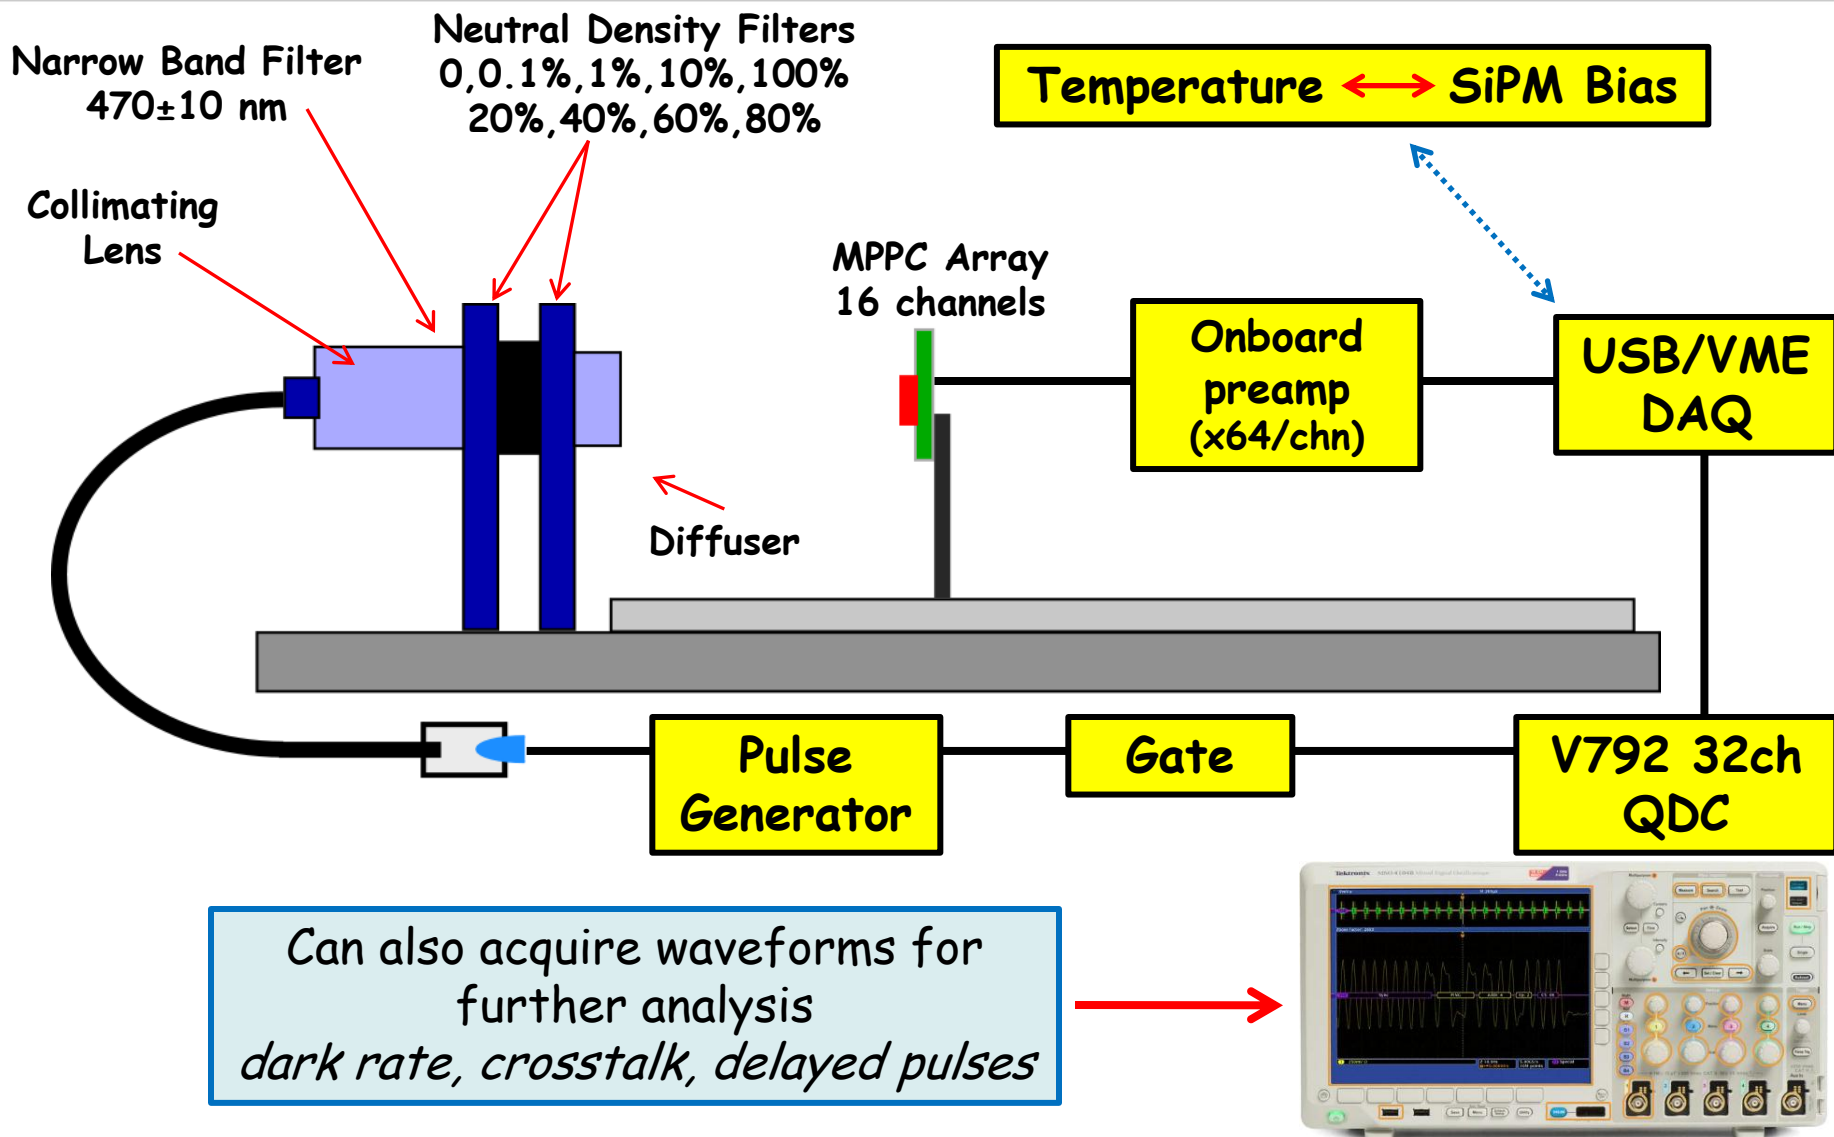 Neutral Density Filters
0,0.1%,1%,10%,100%
20%,40%,60%,80%
Narrow Band Filter
470±10 nm
Temperature
SiPM Bias
Collimating
Lens
MPPC Array
16 channels
Onboard
preamp
(x64/chn)
USB/VME
DAQ
Diffuser
Pulse
Generator
Gate
V792 32ch
QDC
Can also acquire waveforms for
further analysis
dark rate, crosstalk, delayed pulses
Tektronix